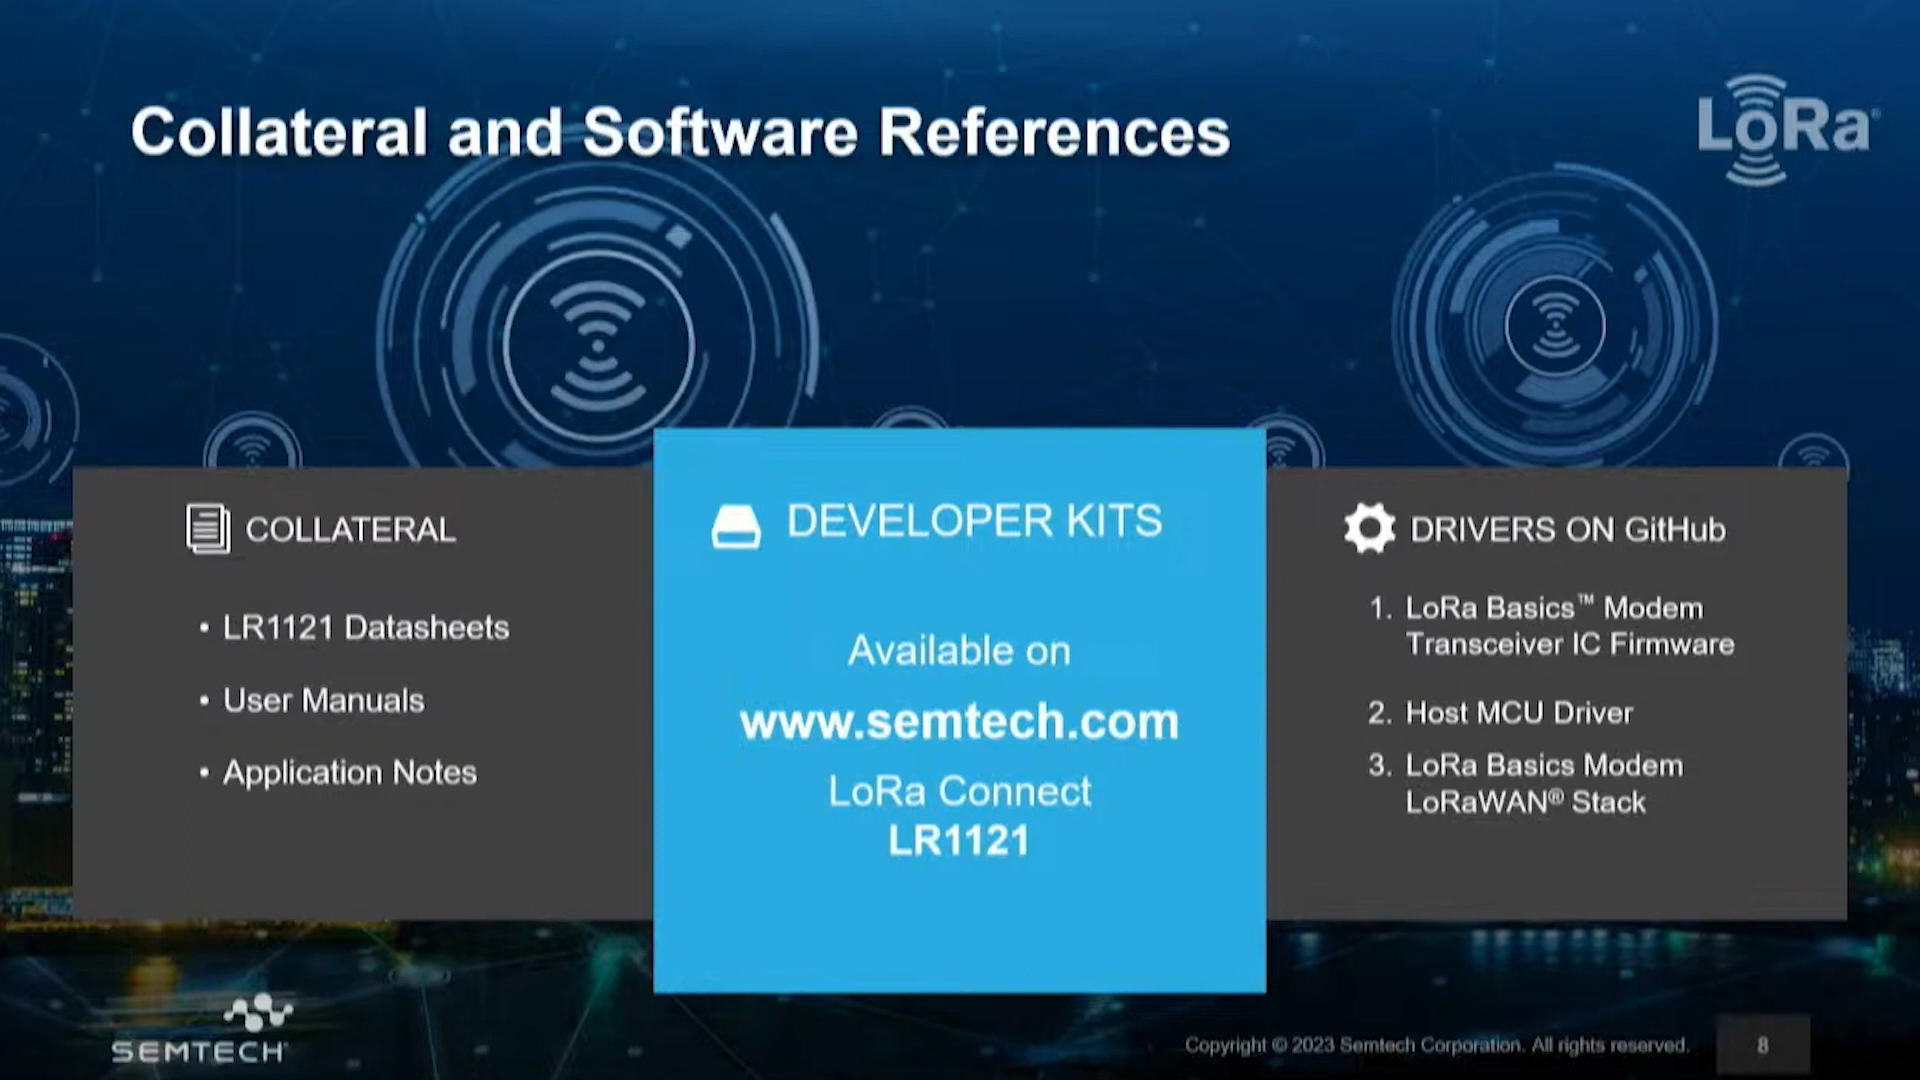 Collateral and Software References
LoRa®
COLLATERAL
• LR1121 Datasheets
• User Manuals
• Application Notes
DEVELOPER KITS
Available on
www.semtech.com
LoRa Connect
LR1121
DRIVERS ON GitHub
1. LoRa Basics™ Modem
Transceiver IC Firmware
2. Host MCU Driver
3. LoRa Basics Modem
LoRaWAN® Stack
SEMTECH
Copyright © 2023 Semtech Corporation. All rights reserved.
8